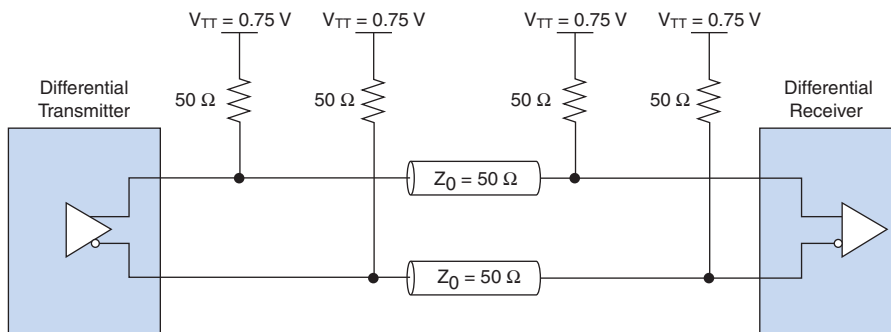 V_TT = 0.75 V   V_TT = 0.75 V   V_TT = 0.75 V   V_TT = 0.75 V
Differential
Transmitter
50 Ω   50 Ω   50 Ω   50 Ω
Differential
Receiver
Z_0 = 50 Ω
Z_0 = 50 Ω